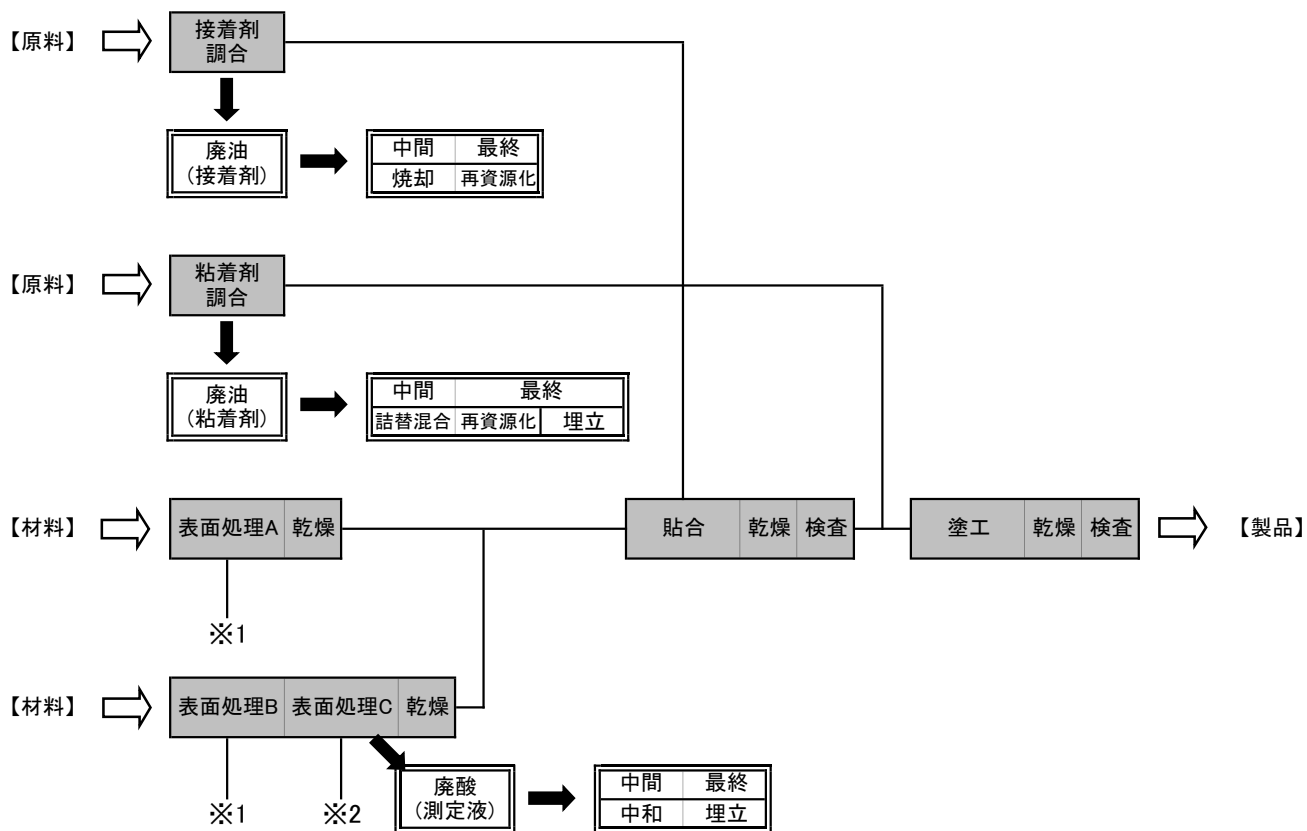 【原料】
接着剤
調合
廃油
(接着剤)
中間 最終
焼却 再資源化
【原料】
粘着剤
調合
廃油
(粘着剤)
中間 最終
詰替混合 再資源化 埋立
【材料】
表面処理A 乾燥
貼合 乾燥 検査
塗工 乾燥 検査
【製品】
※1
【材料】
表面処理B 表面処理C 乾燥
※1
※2
廃酸
(測定液)
中間 最終
中和 埋立